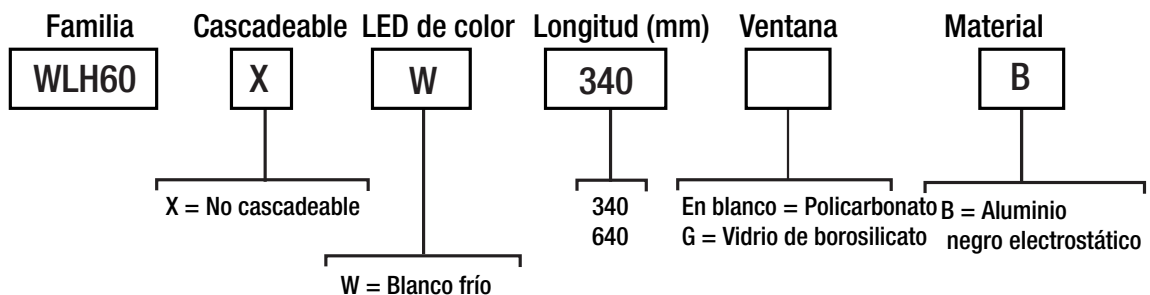 Familia Cascadeable LED de color Longitud (mm) Ventana Material
WLH60 X W 340 B
X = No cascadeable
W = Blanco frío
340
640
En blanco = Policarbonato
G = Vidrio de borosilicato
B = Aluminio
negro electrostático